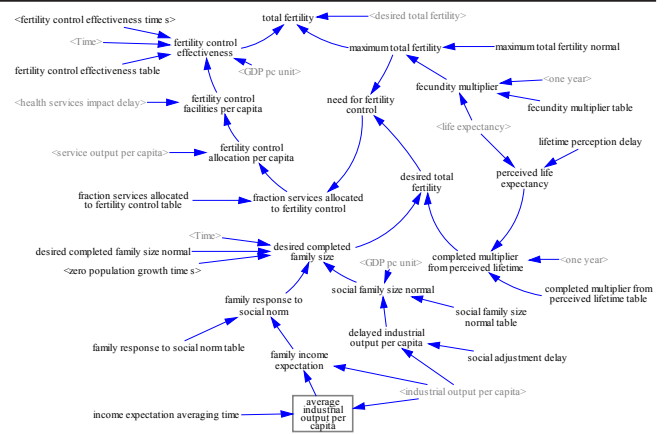 <fertility control effectiveness time s>
total fertility
<desired total fertility>
<Time>
fertility control
effectiveness
maximum total fertility
maximum total fertility normal
fertility control effectiveness table
<GDP pc unit>
fecundity multiplier
<one year>
<health services impact delay>
fertility control
facilities per capita
need for fertility
control
fecundity multiplier table
<life expectancy>
lifetime perception delay
<service output per capita>
fertility control
allocation per capita
desired total
fertility
perceived life
expectancy
fraction services allocated
to fertility control table
fraction services allocated
to fertility control
<Time>
desired completed family size normal
desired completed
family size
<GDP pc unit>
completed multiplier
from perceived lifetime
<one year>
<zero population growth time s>
social family size normal
completed multiplier from
perceived lifetime table
family response to
social norm
social family size
normal table
delayed industrial
output per capita
family response to social norm table
family income
expectation
social adjustment delay
<industrial output per capita>
income expectation averaging time
average
industrial
output per
capita